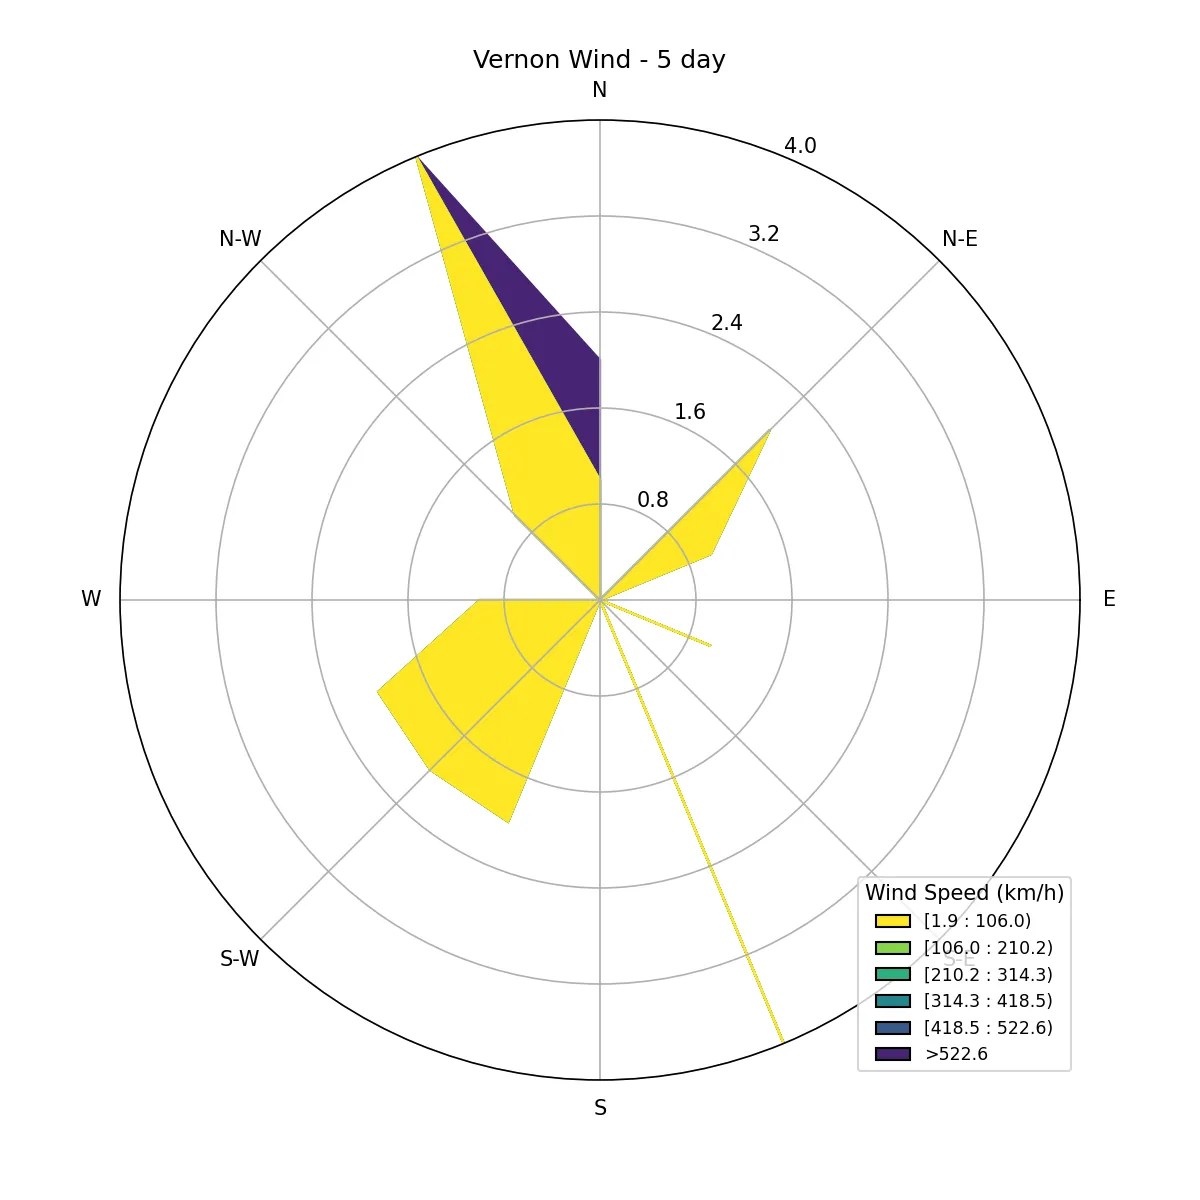 Vernon Wind - 5 day
N
4.0
3.2
N-W
N-E
2.4
1.6
0.8
W
E
Wind Speed (km/h)
[1.9 : 106.0)
[106.0 : 210.2)
[210.2 : 314.3)
[314.3 : 418.5)
[418.5 : 522.6)
>522.6
S-W
S-E
S